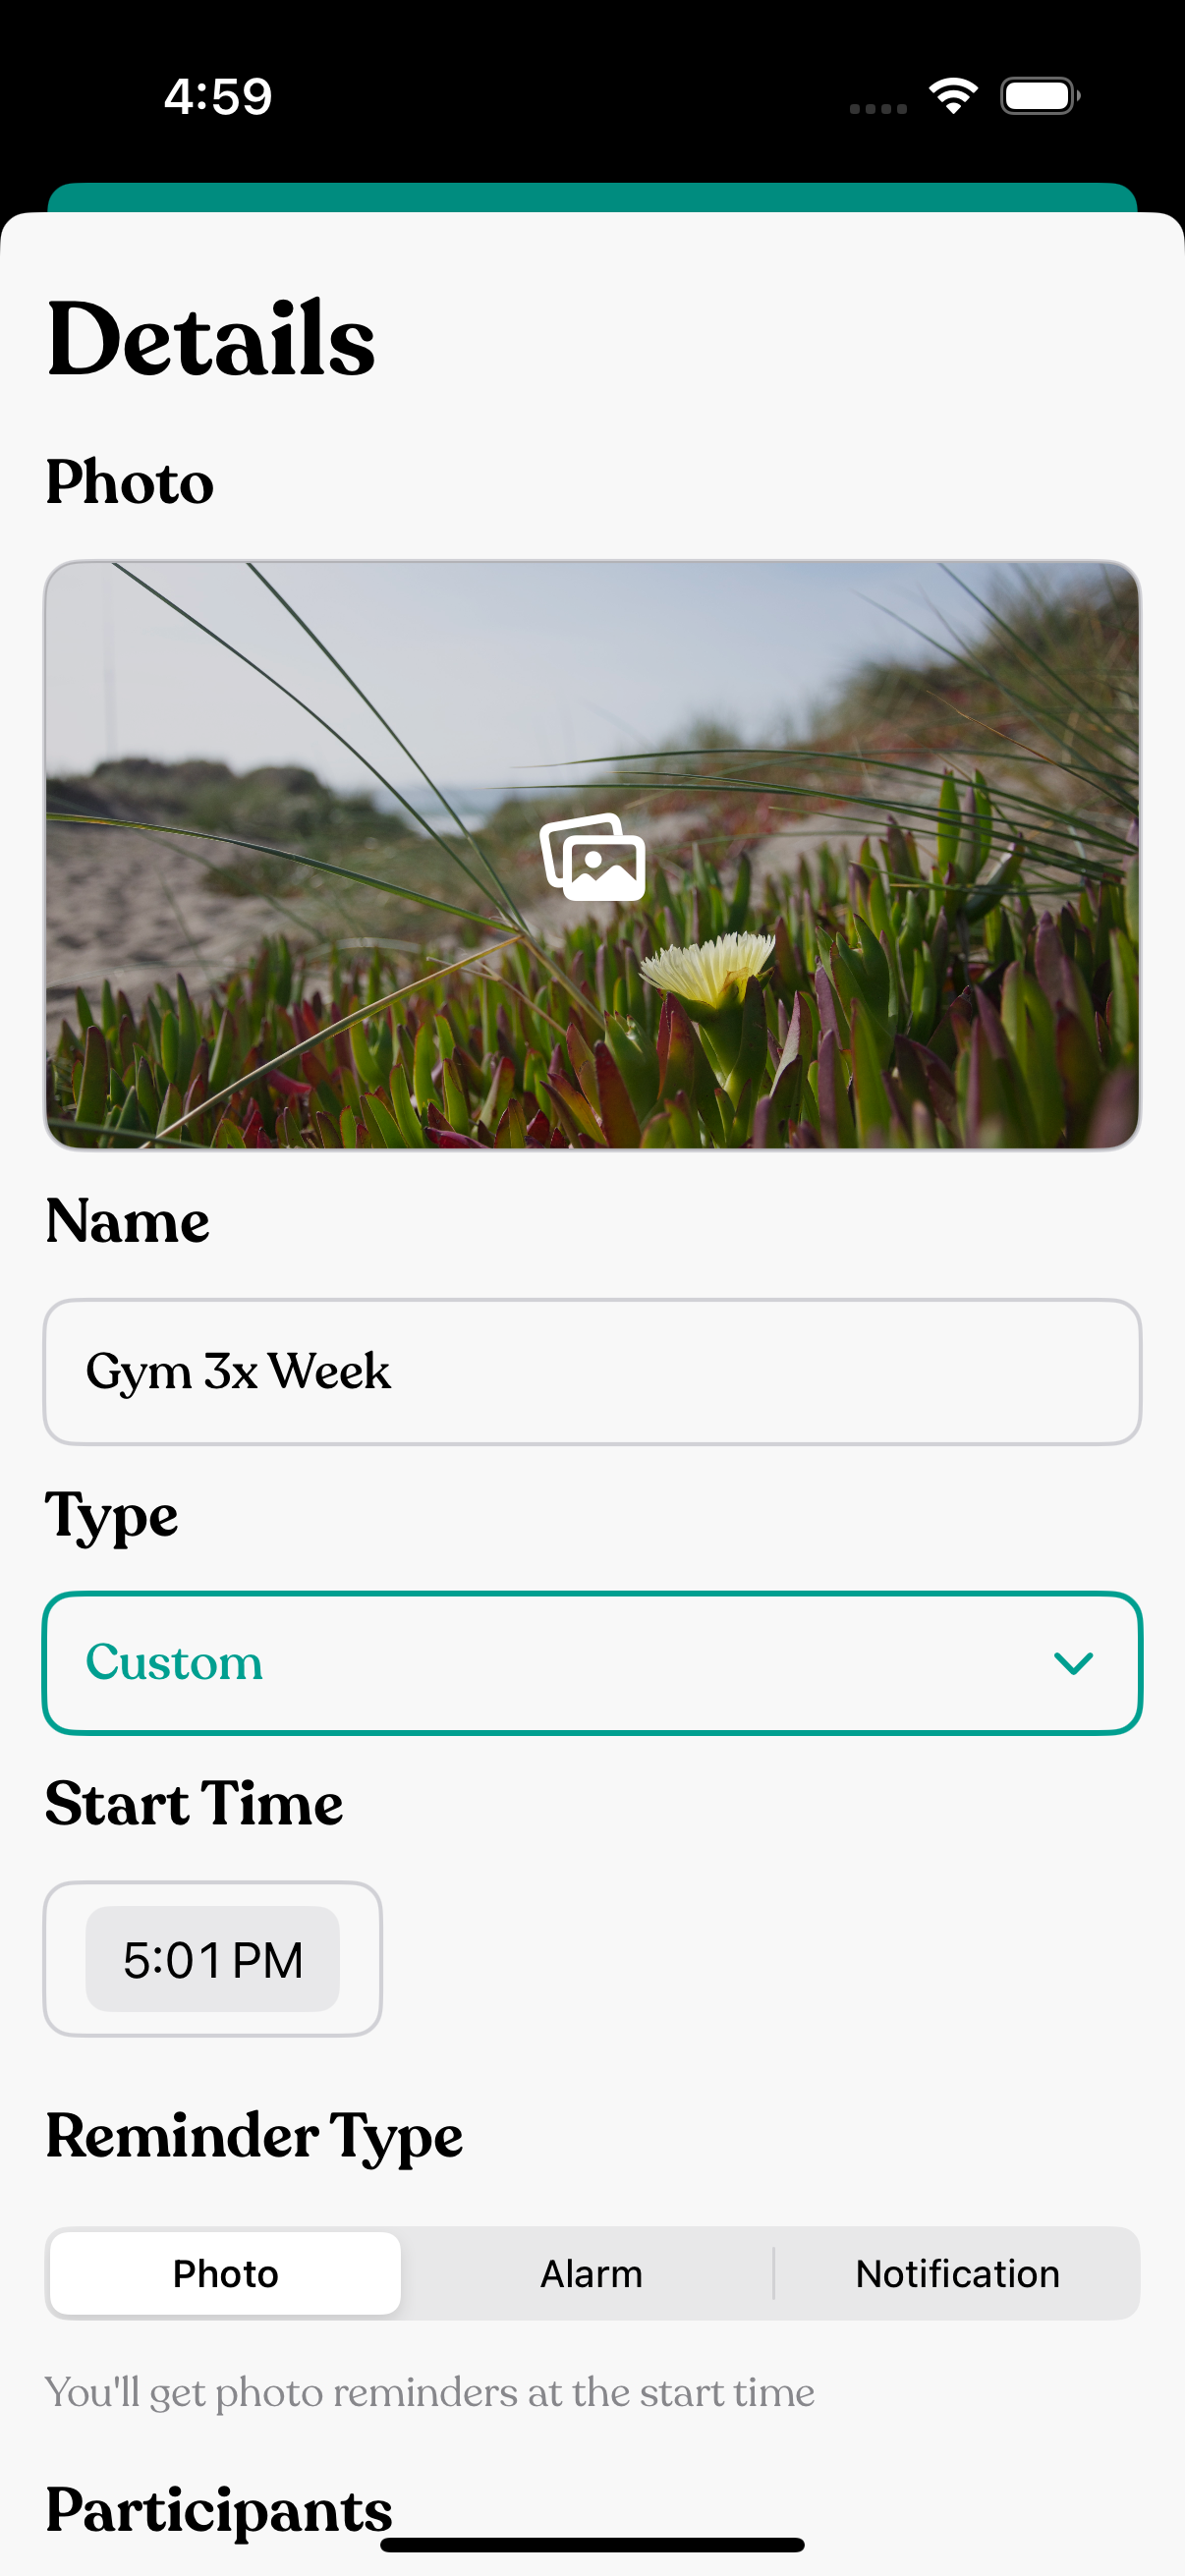 4:59
Details
Photo
Name
Gym 3x Week
Type
Custom
Start Time
5:01 PM
Reminder Type
Photo Alarm Notification
You'll get photo reminders at the start time
Participants